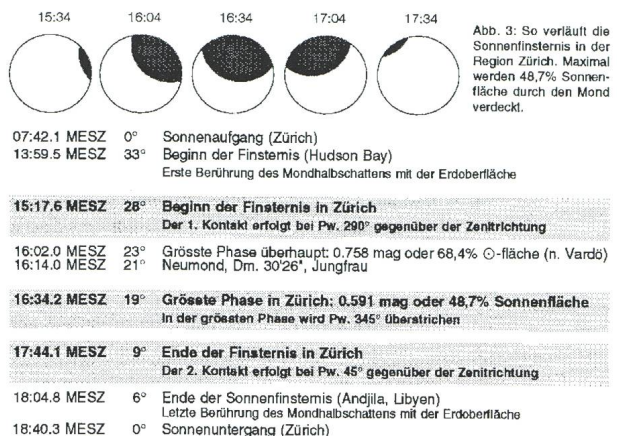 15:34 16:04 16:34 17:04 17:34
Abb. 3: So verläuft die
Sonnenfinsternis in der
Region Zürich. Maximal
werden 48,7% Sonnen-
fläche durch den Mond
verdeckt.
07:42.1 MESZ 0° Sonnenaufgang (Zürich)
13:59.5 MESZ 33° Beginn der Finsternis (Hudson Bay)
Erste Berührung des Mondhalbschattens mit der Erdoberfläche
15:17.6 MESZ 28° Beginn der Finsternis in Zürich
Der 1. Kontakt erfolgt bei Pw. 290° gegenüber der Zenitrichtung
16:02.0 MESZ 23° Grösste Phase überhaupt: 0.758 mag oder 68,4% ⊙-fläche (n. Vardö)
16:14.0 MESZ 21° Neumond, Dm. 30'26", Jungfrau
16:34.2 MESZ 19° Grösste Phase in Zürich: 0.591 mag oder 48,7% Sonnenfläche
In der grössten Phase wird Pw. 345° überstrichen
17:44.1 MESZ 9° Ende der Finsternis in Zürich
Der 2. Kontakt erfolgt bei Pw. 45° gegenüber der Zenitrichtung
18:04.8 MESZ 6° Ende der Sonnenfinsternis (Andjila, Libyen)
Letzte Berührung des Mondhalbschattens mit der Erdoberfläche
18:40.3 MESZ 0° Sonnenuntergang (Zürich)